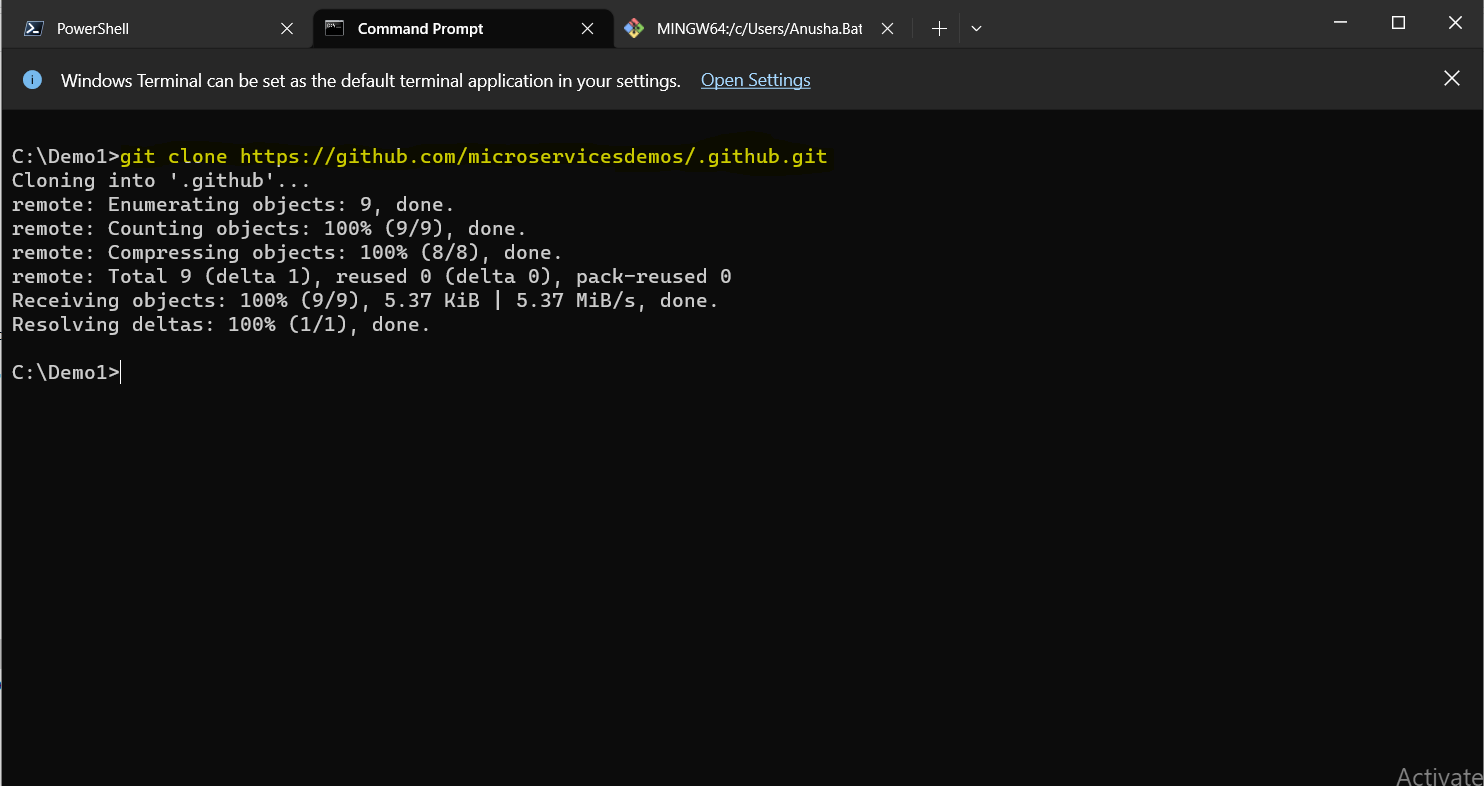 PowerShell
Command Prompt
MINGW64:/c/Users/Anusha.Bat
Windows Terminal can be set as the default terminal application in your settings. Open Settings
C:\Demo1>git clone https://github.com/microservicesdemos/.github.git
Cloning into '.github'...
remote: Enumerating objects: 9, done.
remote: Counting objects: 100% (9/9), done.
remote: Compressing objects: 100% (8/8), done.
remote: Total 9 (delta 1), reused 0 (delta 0), pack-reused 0
Receiving objects: 100% (9/9), 5.37 KiB | 5.37 MiB/s, done.
Resolving deltas: 100% (1/1), done.
C:\Demo1>
Activate